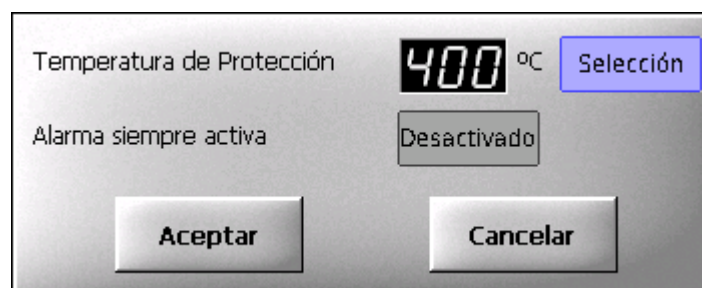 Temperatura de Protección 400 ºC Selección
Alarma siempre activa Desactivado
Aceptar Cancelar